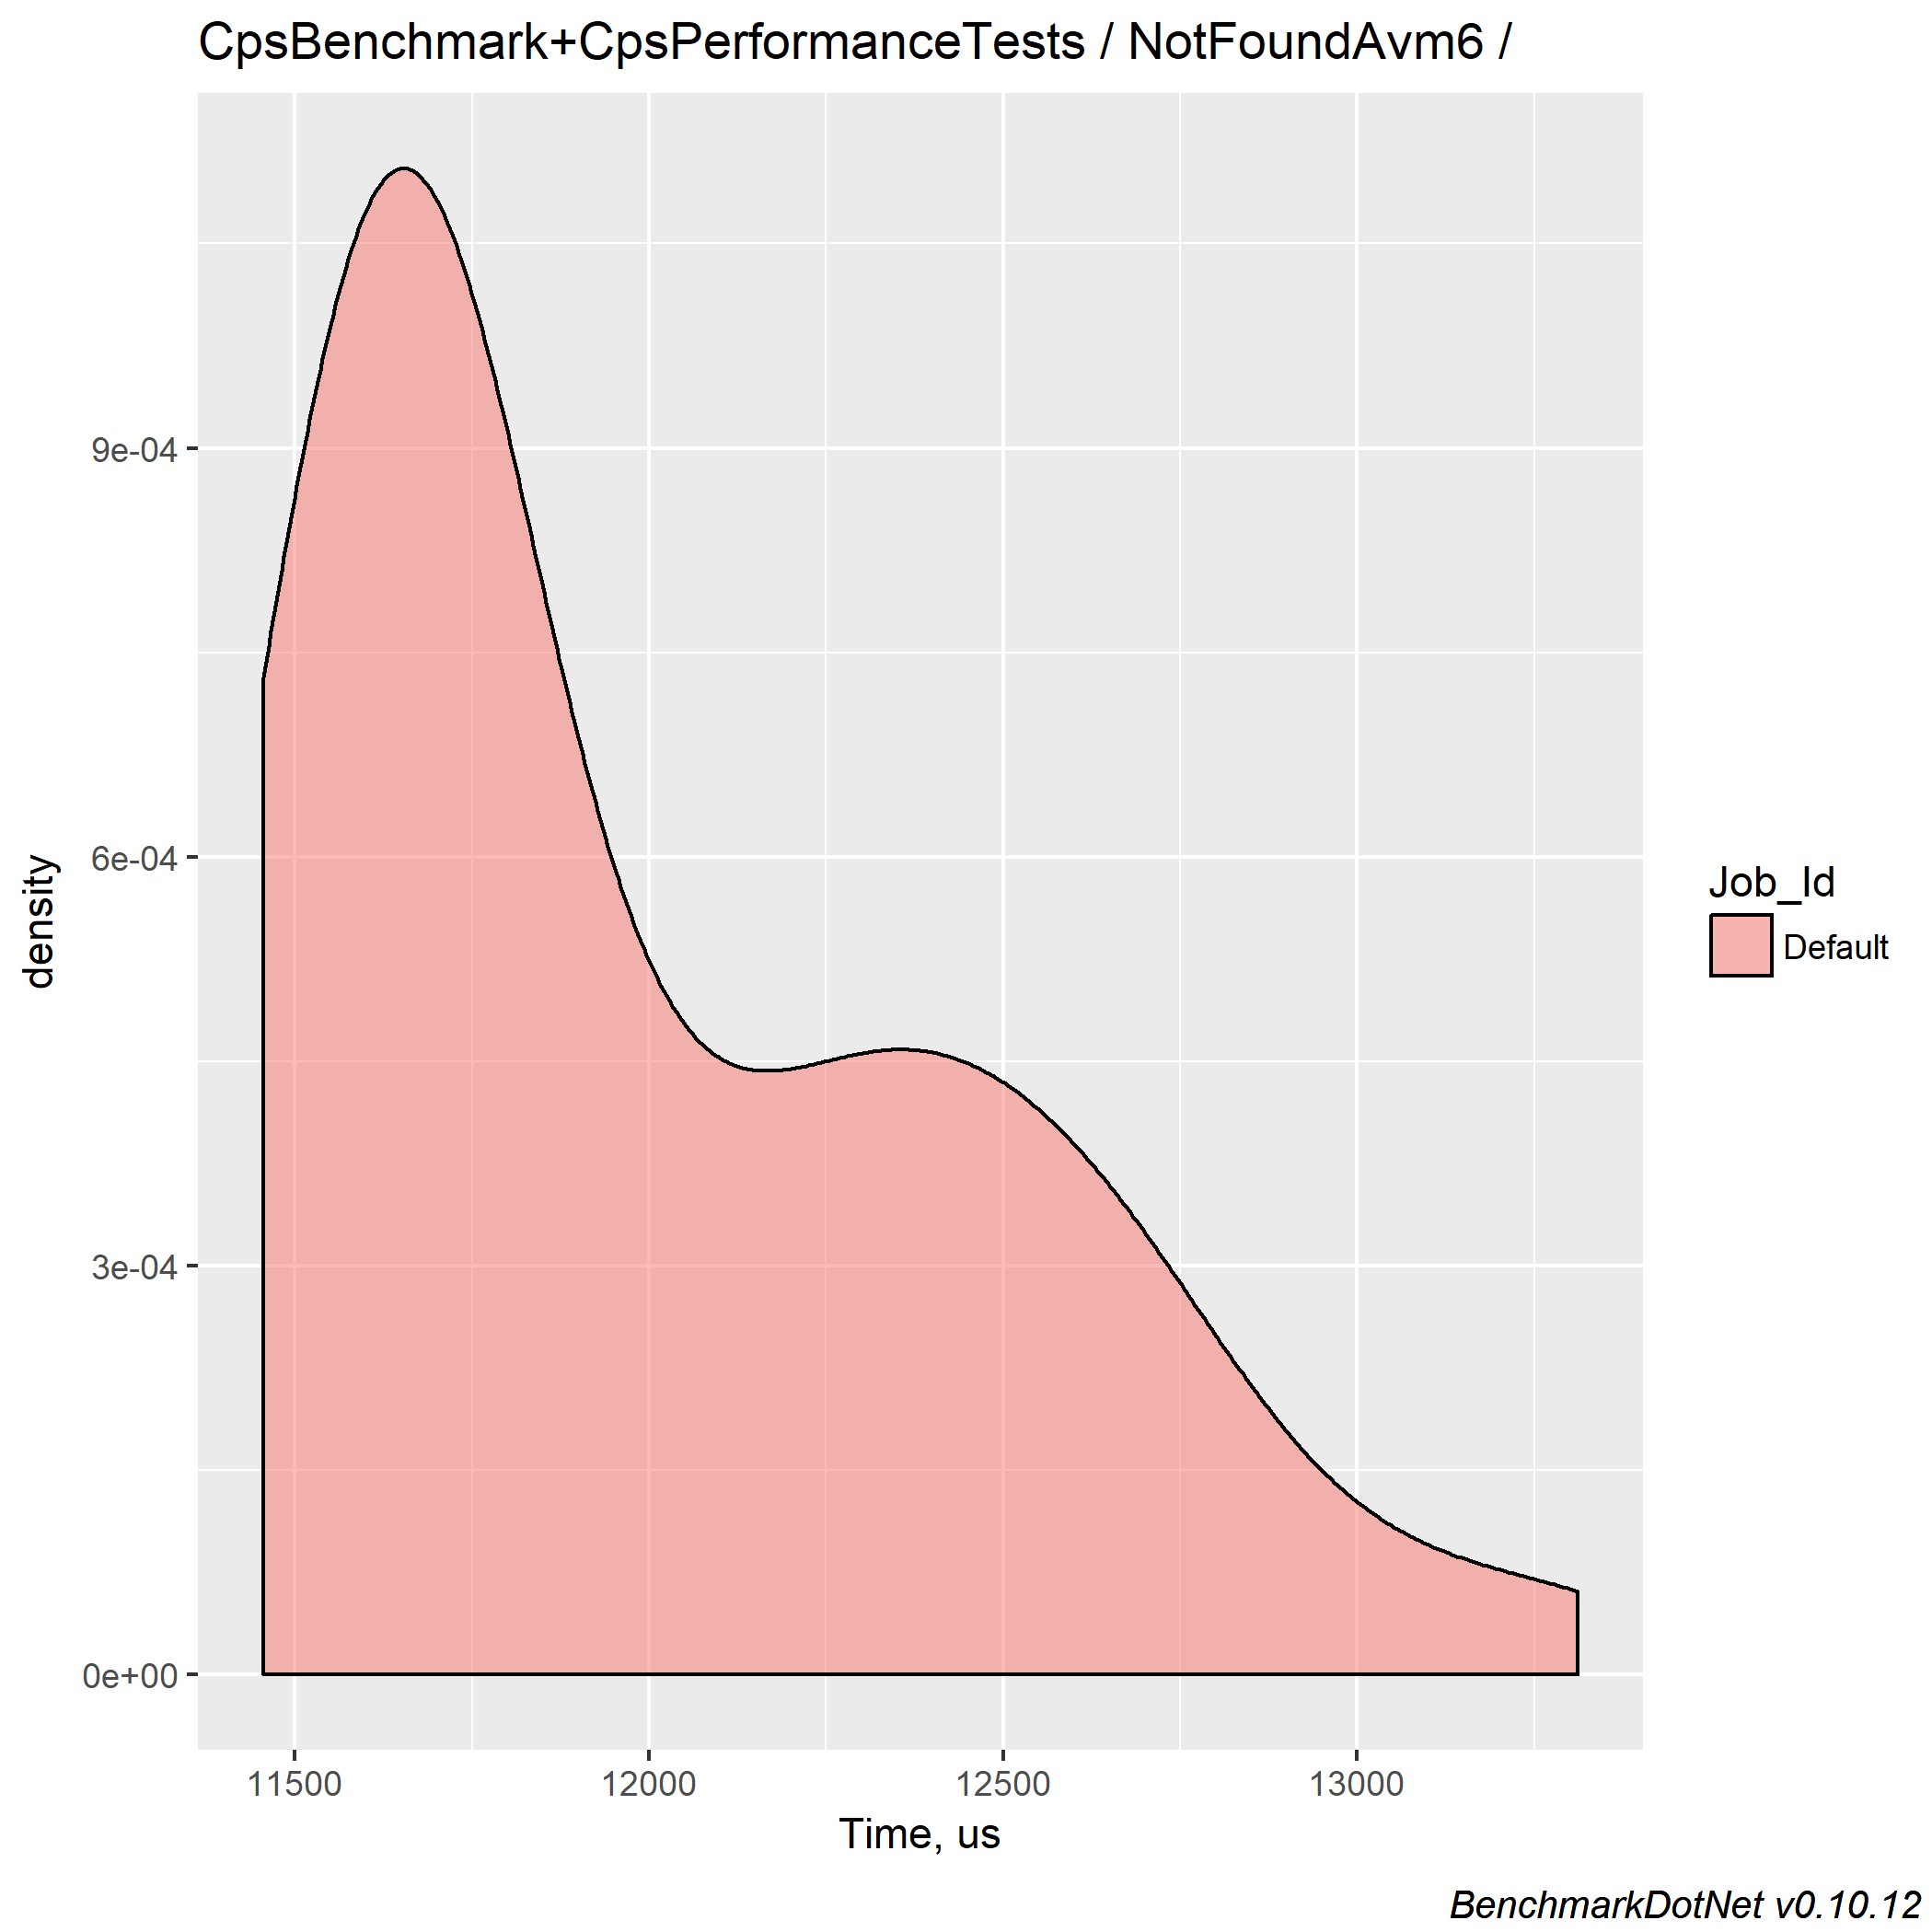 CpsBenchmark+CpsPerformanceTests / NotFoundAvm6 /
9e-04
6e-04
3e-04
0e+00
density
11500 12000 12500 13000
Time, us
Job_Id
Default
BenchmarkDotNet v0.10.12